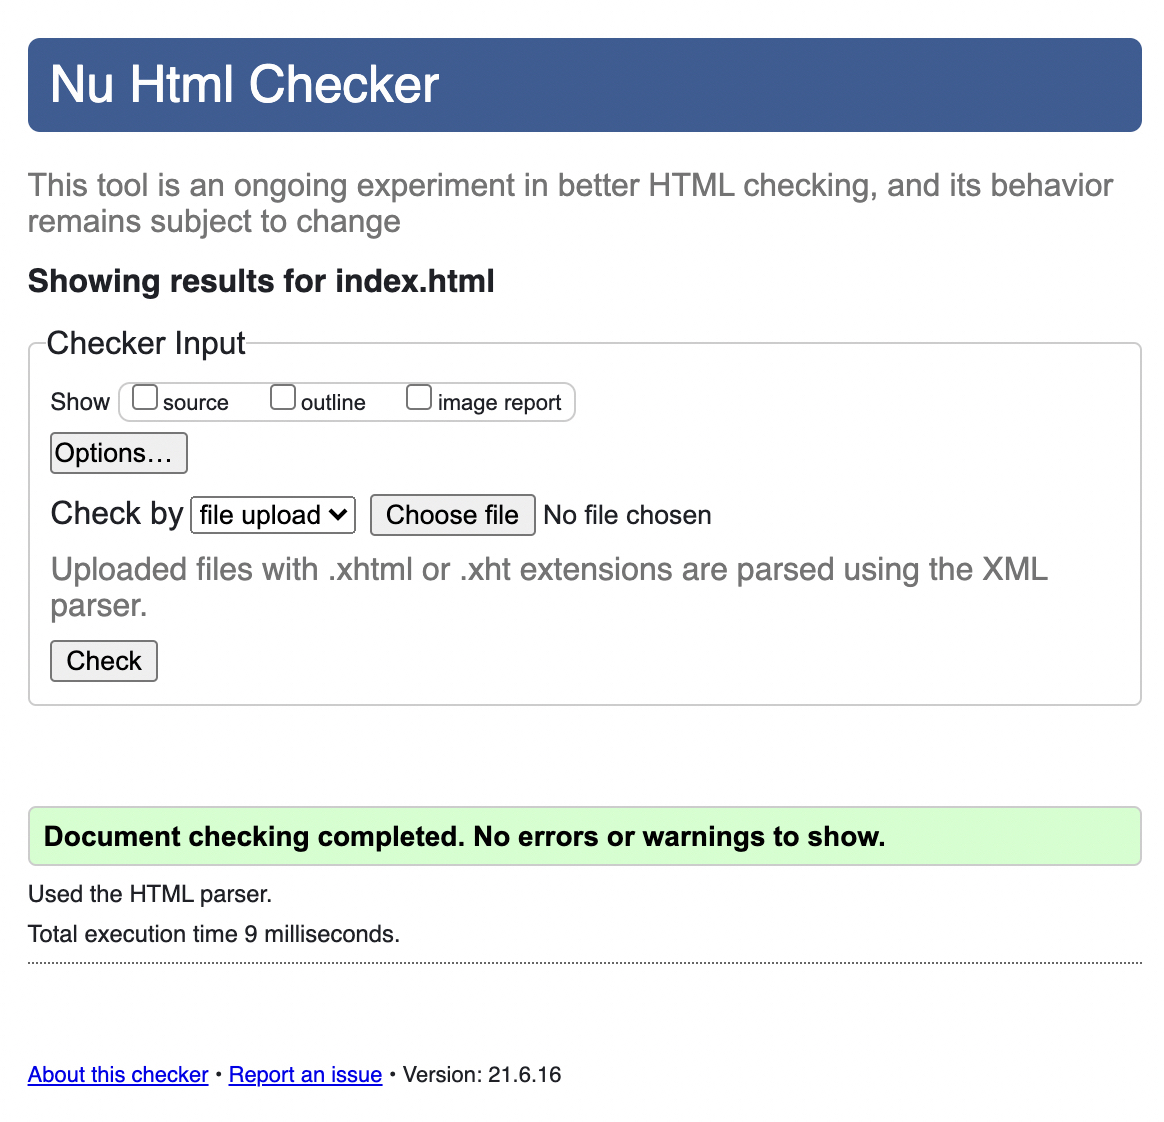 Nu Html Checker
This tool is an ongoing experiment in better HTML checking, and its behavior
remains subject to change
Showing results for index.html
Checker Input
Show source outline image report
Options…
Check by file upload Choose file No file chosen
Uploaded files with .xhtml or .xht extensions are parsed using the XML
parser.
Check
Document checking completed. No errors or warnings to show.
Used the HTML parser.
Total execution time 9 milliseconds.
About this checker • Report an issue • Version: 21.6.16